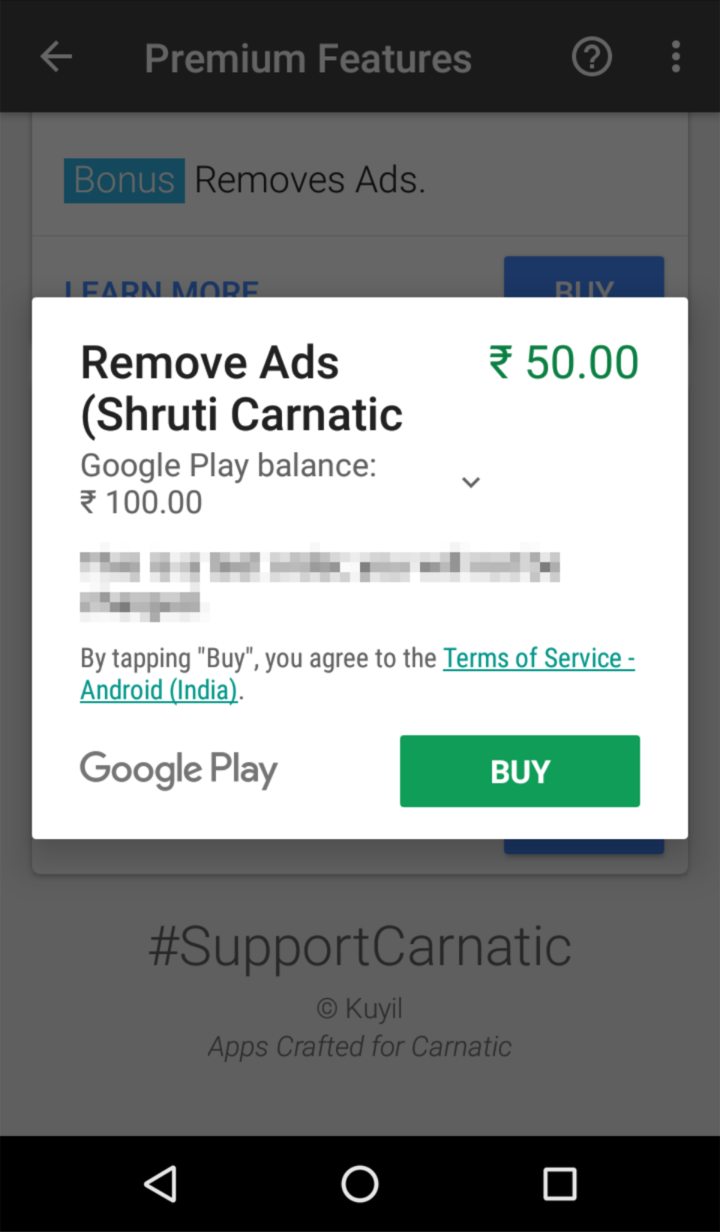 Premium Features
Bonus Removes Ads.
LEARN MORE BUY
Remove Ads ₹ 50.00
(Shruti Carnatic
Google Play balance:
₹ 100.00
By tapping "Buy", you agree to the Terms of Service -
Android (India).
Google Play BUY
#SupportCarnatic
© Kuyil
Apps Crafted for Carnatic